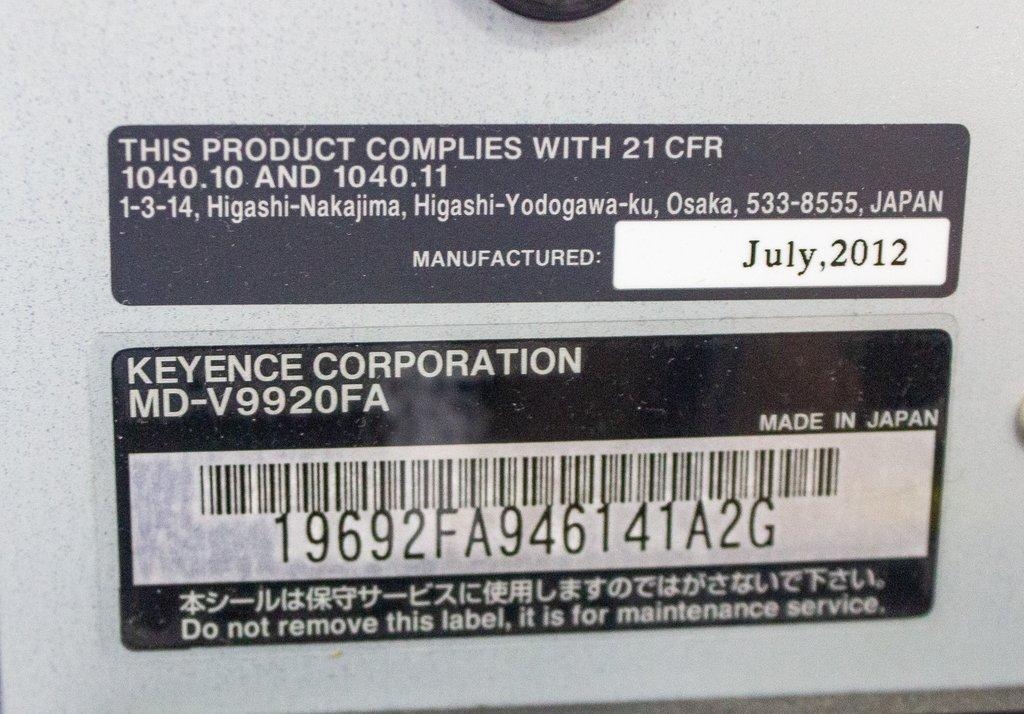 THIS PRODUCT COMPLIES WITH 21 CFR
1040.10 AND 1040.11
1-3-14, Higashi-Nakajima, Higashi-Yodogawa-ku, Osaka, 533-8555, JAPAN
MANUFACTURED: July,2012
KEYENCE CORPORATION
MD-V9920FA
MADE IN JAPAN
19692FA946141A2G
本シールは保守サービスに使用しますのではがさないで下さい。
Do not remove this label, it is for maintenance service.